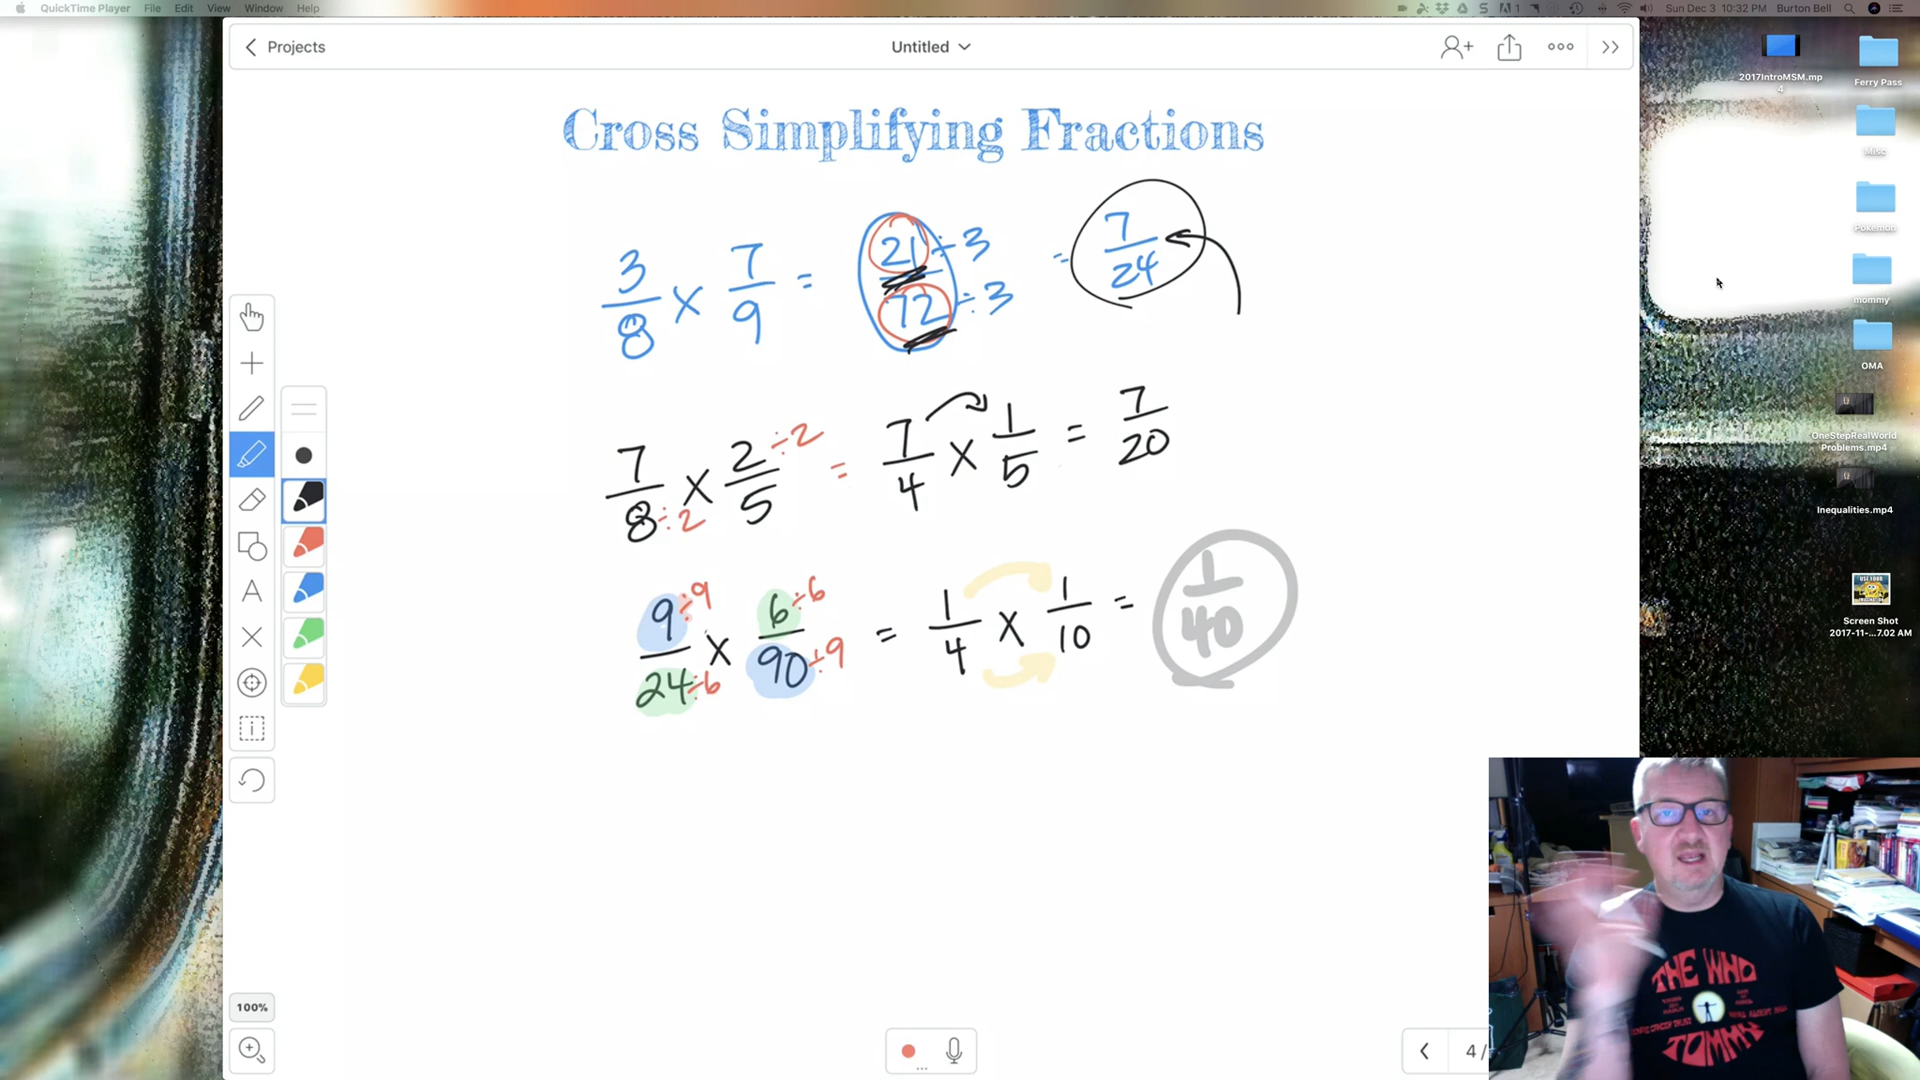 QuickTime Player File Edit View Window Help
Sun Dec 3 10:32 PM Burton Bell
Projects
Untitled
2017IntroMSM.mp4
Ferry Pass
Misc
Pokemon
mommy
OMA
OneStepRealWorld Problems.mp4
Inequalities.mp4
Screen Shot
2017-11-...7.02 AM
Cross Simplifying Fractions
3/8 × 7/9 = 21/72 ÷3/÷3 = 7/24
7/8÷2 × 2÷2/5 = 7/4 × 1/5 = 7/20
9÷9/24÷6 × 6÷6/90÷9 = 1/4 × 1/10 = 1/40
A
100%
4/
THE WHO
TOMMY